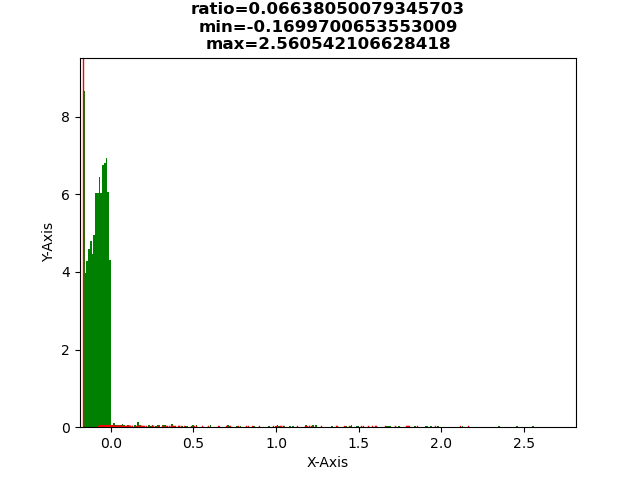 ratio=0.06638050079345703
min=-0.1699700653553009
max=2.560542106628418
8
6
4
2
0
Y-Axis
0.0 0.5 1.0 1.5 2.0 2.5
X-Axis